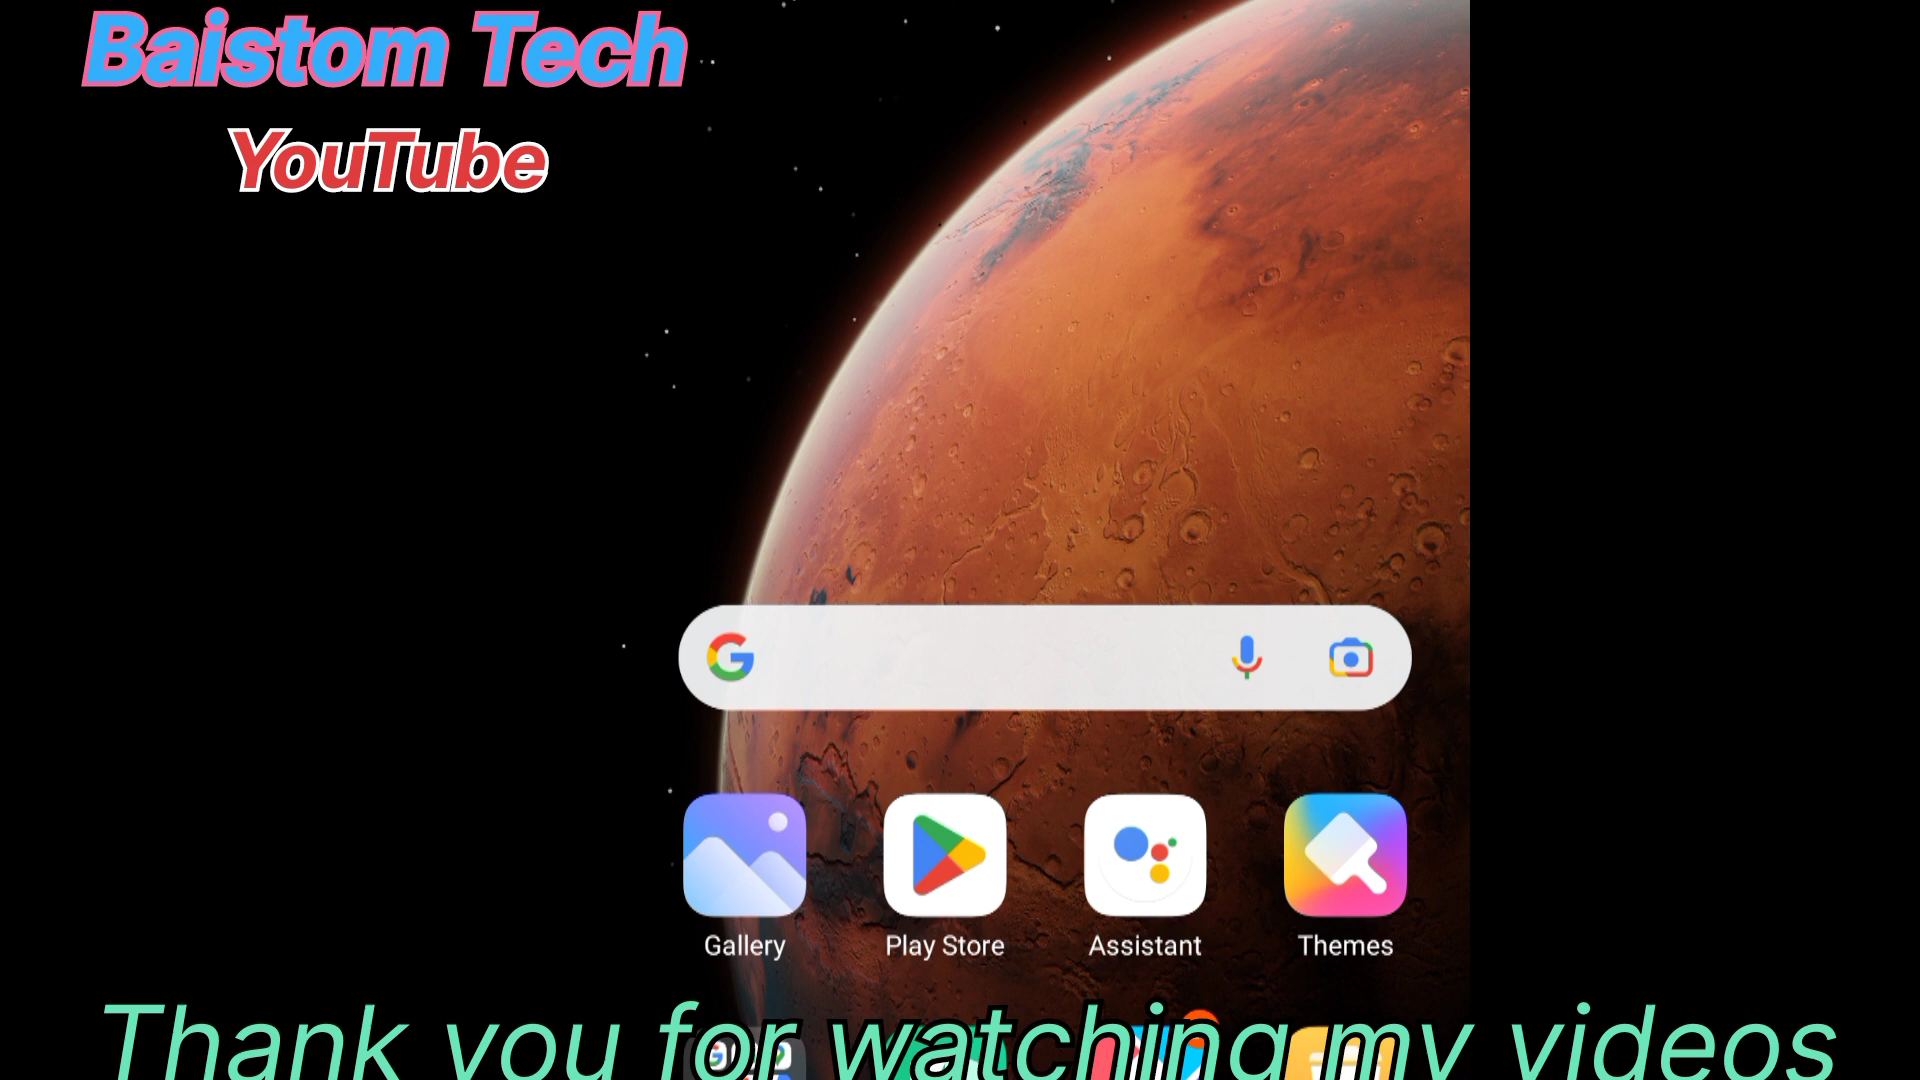 Baistom Tech
YouTube
Gallery Play Store Assistant Themes
Thank you for watching my videos